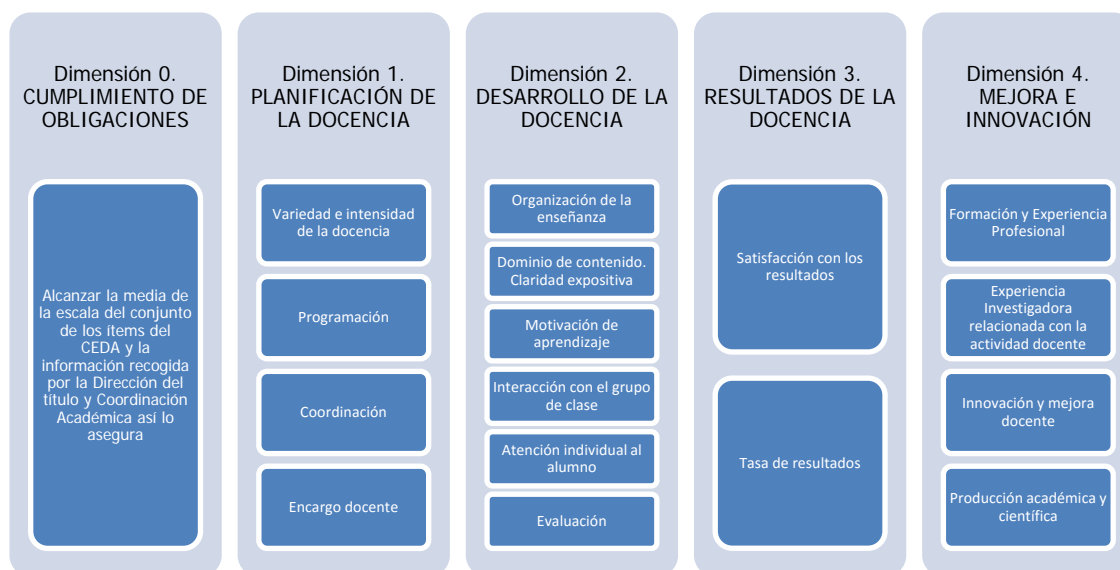 Dimensión 0.
CUMPLIMIENTO DE
OBLIGACIONES
Alcanzar la media de
la escala del conjunto
de los ítems del
CEDA y la
información recogida
por la Dirección del
título y Coordinación
Académica así lo
asegura
Dimensión 1.
PLANIFICACIÓN DE
LA DOCENCIA
Variedad e intensidad
de la docencia
Programación
Coordinación
Encargo docente
Dimensión 2.
DESARROLLO DE LA
DOCENCIA
Organización de la
enseñanza
Dominio de contenido.
Claridad expositiva
Motivación de
aprendizaje
Interacción con el grupo
de clase
Atención individual al
alumno
Evaluación
Dimensión 3.
RESULTADOS DE LA
DOCENCIA
Satisfacción con los
resultados
Tasa de resultados
Dimensión 4.
MEJORA E
INNOVACIÓN
Formación y Experiencia
Profesional
Experiencia
Investigadora
relacionada con la
actividad docente
Innovación y mejora
docente
Producción académica y
científica